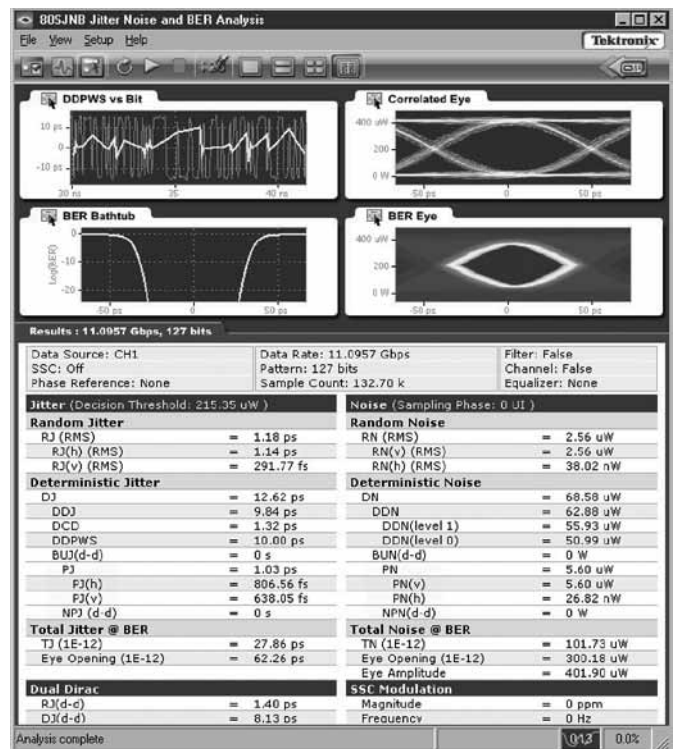 80SJNB Jitter Noise and BER Analysis
File View Setup Help
Tektronix
DDPWS vs Bit
10 ps
0
-10 ps
30 ns 35 40 ns
Correlated Eye
400 uW
200
0 W
-50 ps 0 50 ps
BER Bathtub
Log(BER)
0
-10
-20
-50 ps 0 50 ps
BER Eye
400 uW
200
0 W
-50 ps 0 50 ps
Results : 11.0957 Gbps, 127 bits
Data Source: CH1 Data Rate: 11.0957 Gbps Filter: False
SSC: Off Pattern: 127 bits Channel: False
Phase Reference: None Sample Count: 132.70 k Equalizer: None
Jitter (Decision Threshold: 215.35 uW )
Random Jitter
RJ (RMS) = 1.18 ps
RJ(h) (RMS) = 1.14 ps
RJ(v) (RMS) = 291.77 fs
Deterministic Jitter
DJ = 12.62 ps
DDJ = 9.84 ps
DCD = 1.32 ps
DDPWS = 10.00 ps
BUJ(d-d) = 0 s
PJ = 1.03 ps
PJ(h) = 806.56 fs
PJ(v) = 638.05 fs
NPJ (d-d) = 0 s
Total Jitter @ BER
TJ (1E-12) = 27.86 ps
Eye Opening (1E-12) = 62.26 ps
Dual Dirac
RJ(d-d) = 1.40 ps
DJ(d-d) = 8.13 ps
Noise (Sampling Phase: 0 UI )
Random Noise
RN (RMS) = 2.56 uW
RN(v) (RMS) = 2.56 uW
RN(h) (RMS) = 38.02 nW
Deterministic Noise
DN = 68.58 uW
DDN = 62.88 uW
DDN(level 1) = 55.93 uW
DDN(level 0) = 50.99 uW
BUN(d-d) = 0 W
PN = 5.60 uW
PN(v) = 5.60 uW
PN(h) = 26.82 nW
NPN(d-d) = 0 W
Total Noise @ BER
TN (1E-12) = 101.73 uW
Eye Opening (1E-12) = 300.18 uW
Eye Amplitude = 401.90 uW
SSC Modulation
Magnitude = 0 ppm
Frequency = 0 Hz
Analysis complete
0.0%